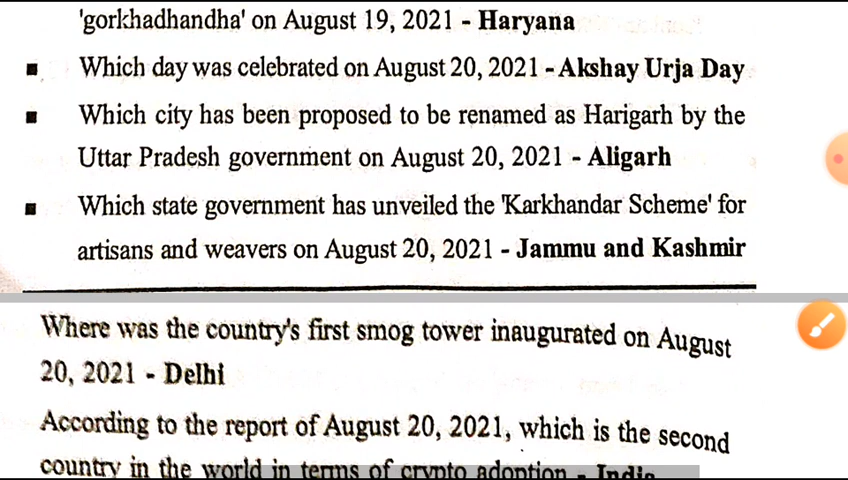 'gorkhadhandha' on August 19, 2021 - Haryana
▪ Which day was celebrated on August 20, 2021 - Akshay Urja Day
▪ Which city has been proposed to be renamed as Harigarh by the
Uttar Pradesh government on August 20, 2021 - Aligarh
▪ Which state government has unveiled the 'Karkhandar Scheme' for
artisans and weavers on August 20, 2021 - Jammu and Kashmir
Where was the country's first smog tower inaugurated on August
20, 2021 - Delhi
According to the report of August 20, 2021, which is the second
country in the world in terms of crypto adoption - India